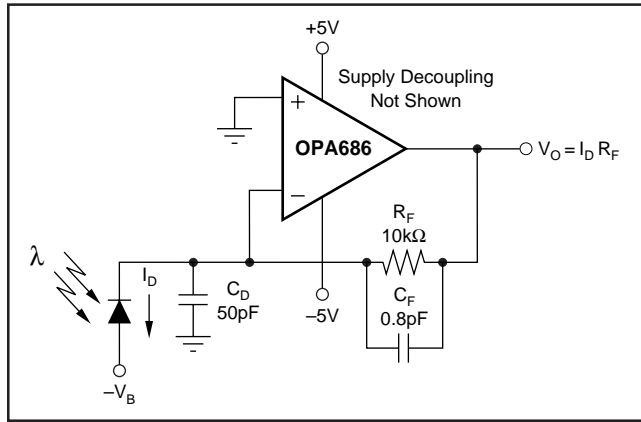 +5V
Supply Decoupling
Not Shown
+
OPA686
–
V_O = I_D R_F
R_F
10kΩ
λ
I_D
C_D
50pF
–5V
C_F
0.8pF
–V_B